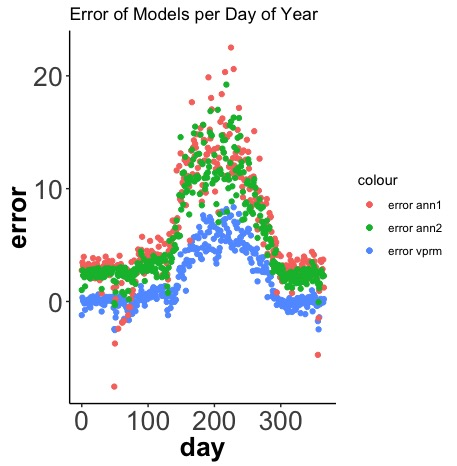 Error of Models per Day of Year
error
20
10
0
0 100 200 300
day
colour
error ann1
error ann2
error vprm